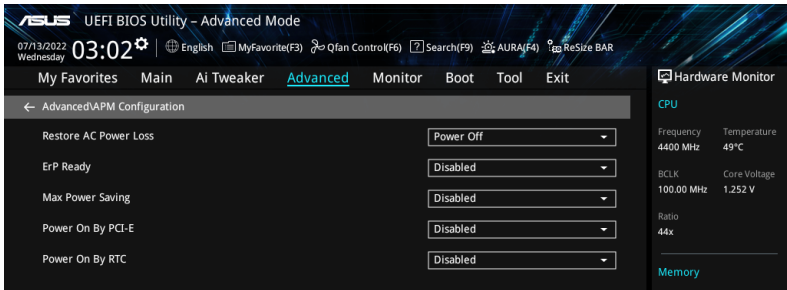 ASUS UEFI BIOS Utility – Advanced Mode
07/13/2022 Wednesday 03:02 English MyFavorite(F3) Qfan Control(F6) Search(F9) AURA(F4) ReSize BAR
My Favorites Main Ai Tweaker Advanced Monitor Boot Tool Exit
Advanced\APM Configuration
Restore AC Power Loss Power Off
ErP Ready Disabled
Max Power Saving Disabled
Power On By PCI-E Disabled
Power On By RTC Disabled
Hardware Monitor
CPU
Frequency Temperature
4400 MHz 49°C
BCLK Core Voltage
100.00 MHz 1.252 V
Ratio
44x
Memory